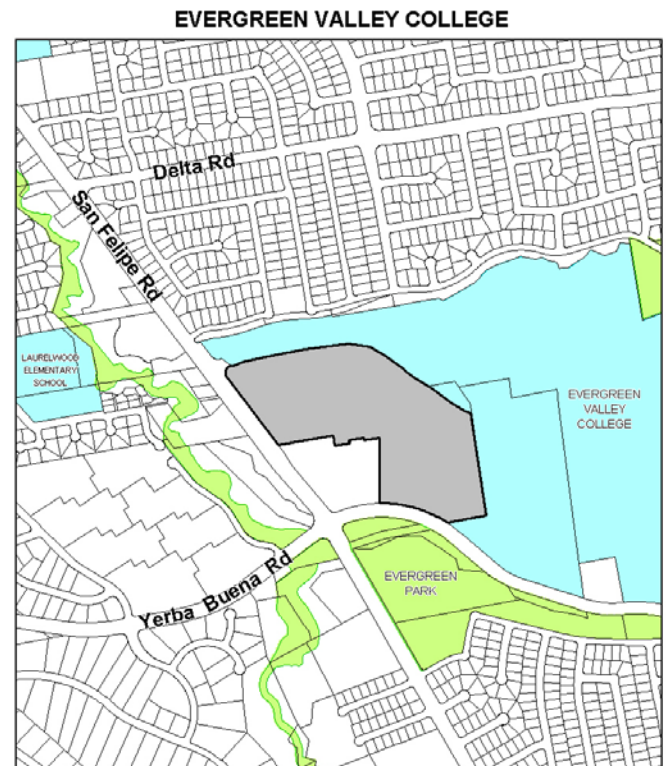 EVERGREEN VALLEY COLLEGE
Delta Rd
San Felipe Rd
LAURELWOOD
ELEMENTARY
SCHOOL
EVERGREEN
VALLEY
COLLEGE
EVERGREEN
PARK
Yerba Buena Rd